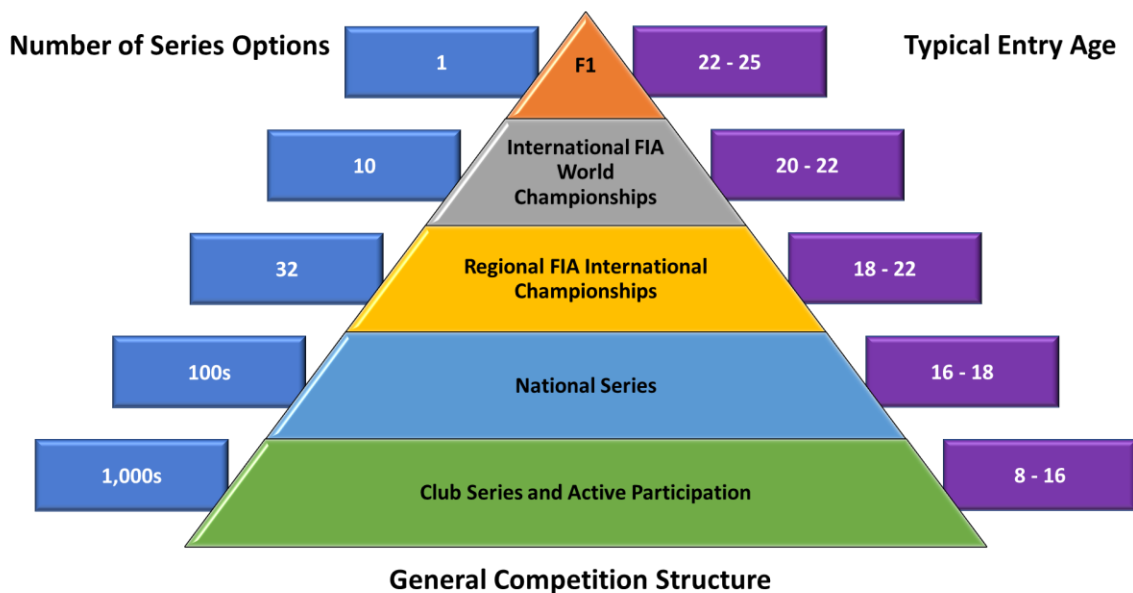 Number of Series Options
Typical Entry Age
1
F1
22 - 25
10
International FIA
World
Championships
20 - 22
32
Regional FIA International
Championships
18 - 22
100s
National Series
16 - 18
1,000s
Club Series and Active Participation
8 - 16
General Competition Structure